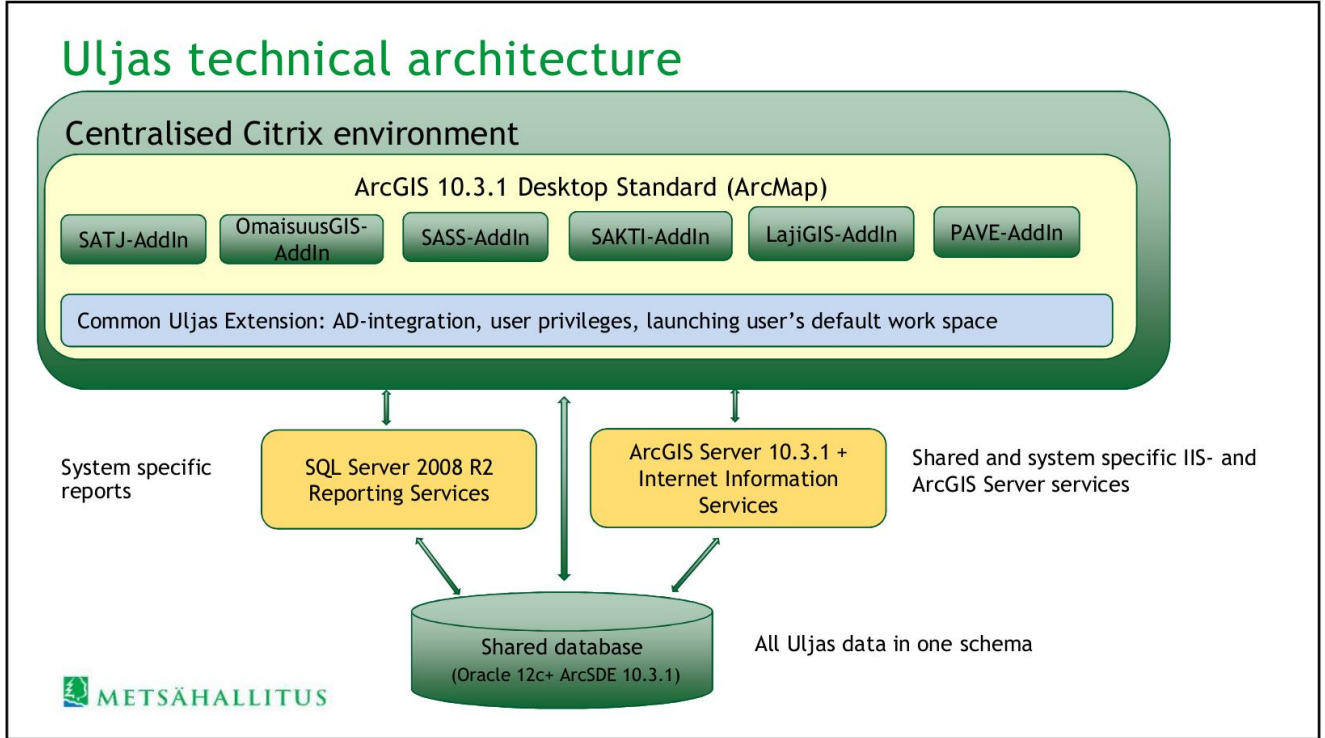 Uljas technical architecture
Centralised Citrix environment
ArcGIS 10.3.1 Desktop Standard (ArcMap)
SATJ-AddIn
OmaisuusGIS-
AddIn
SASS-AddIn
SAKTI-AddIn
LajiGIS-AddIn
PAVE-AddIn
Common Uljas Extension: AD-integration, user privileges, launching user’s default work space
System specific
reports
SQL Server 2008 R2
Reporting Services
ArcGIS Server 10.3.1 +
Internet Information
Services
Shared and system specific IIS- and
ArcGIS Server services
Shared database
(Oracle 12c+ ArcSDE 10.3.1)
All Uljas data in one schema
METSÄHALLITUS